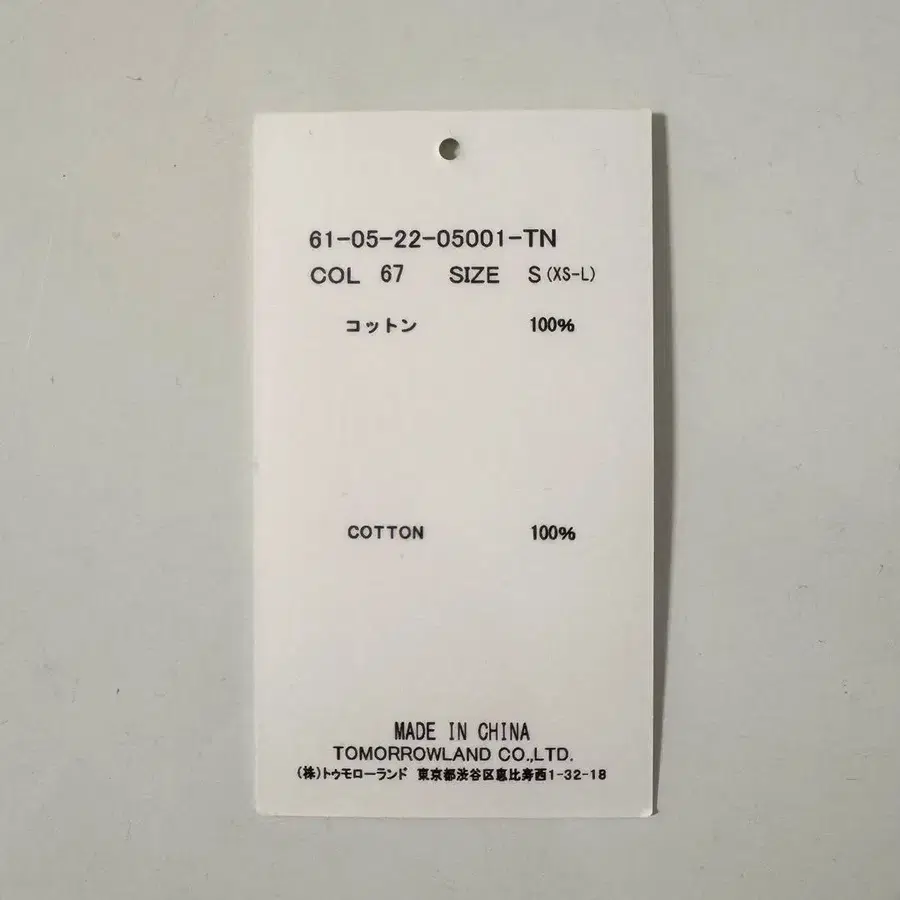 61-05-22-05001-TN
COL 67 SIZE S (XS-L)
コットン 100%
COTTON 100%
MADE IN CHINA
TOMORROWLAND CO.,LTD.
(株)トゥモローランド 東京都渋谷区恵比寿西1-32-18